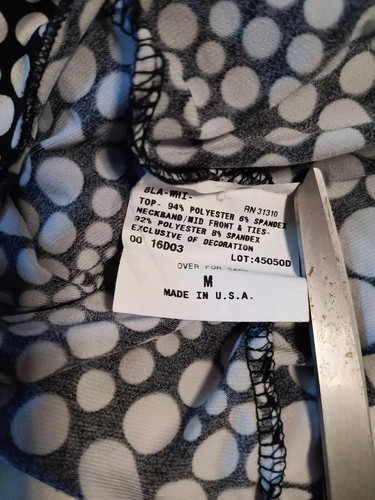 BLA-WHI-
RN 31310
TOP- 94% POLYESTER 6% SPANDEX
NECKBAND/MID FRONT & TIES-
92% POLYESTER 8% SPANDEX
EXCLUSIVE OF DECORATION
00 16D03
LOT:45050D
OVER FOR
M
MADE IN U.S.A.